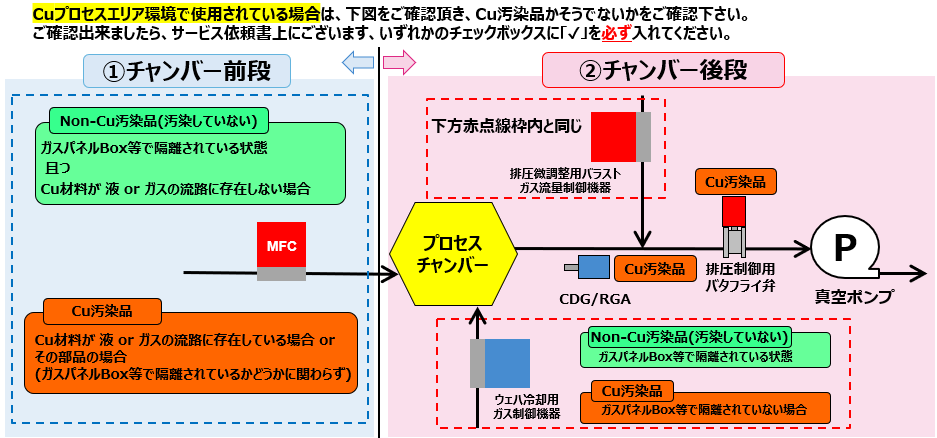 Cuプロセスエリア環境で使用されている場合は、下図をご確認頂き、Cu汚染品かそうでないかをご確認下さい。
ご確認出来ましたら、サービス依頼書上にございます、いずれかのチェックボックスに「✓」を必ず入れてください。
①チャンバー前段
②チャンバー後段
Non-Cu汚染品(汚染していない)
ガスパネルBox等で隔離されている状態
且つ
Cu材料が 液 or ガスの流路に存在しない場合
MFC
Cu汚染品
Cu材料が 液 or ガスの流路に存在している場合 or
その部品の場合
(ガスパネルBox等で隔離されているかどうかに関わらず)
下方赤点線枠内と同じ
排圧微調整用バラスト
ガス流量制御機器
プロセス
チャンバー
CDG/RGA
Cu汚染品
Cu汚染品
排圧制御用
バタフライ弁
P
真空ポンプ
ウェハ冷却用
ガス制御機器
Non-Cu汚染品(汚染していない)
ガスパネルBox等で隔離されている状態
Cu汚染品
ガスパネルBox等で隔離されていない場合